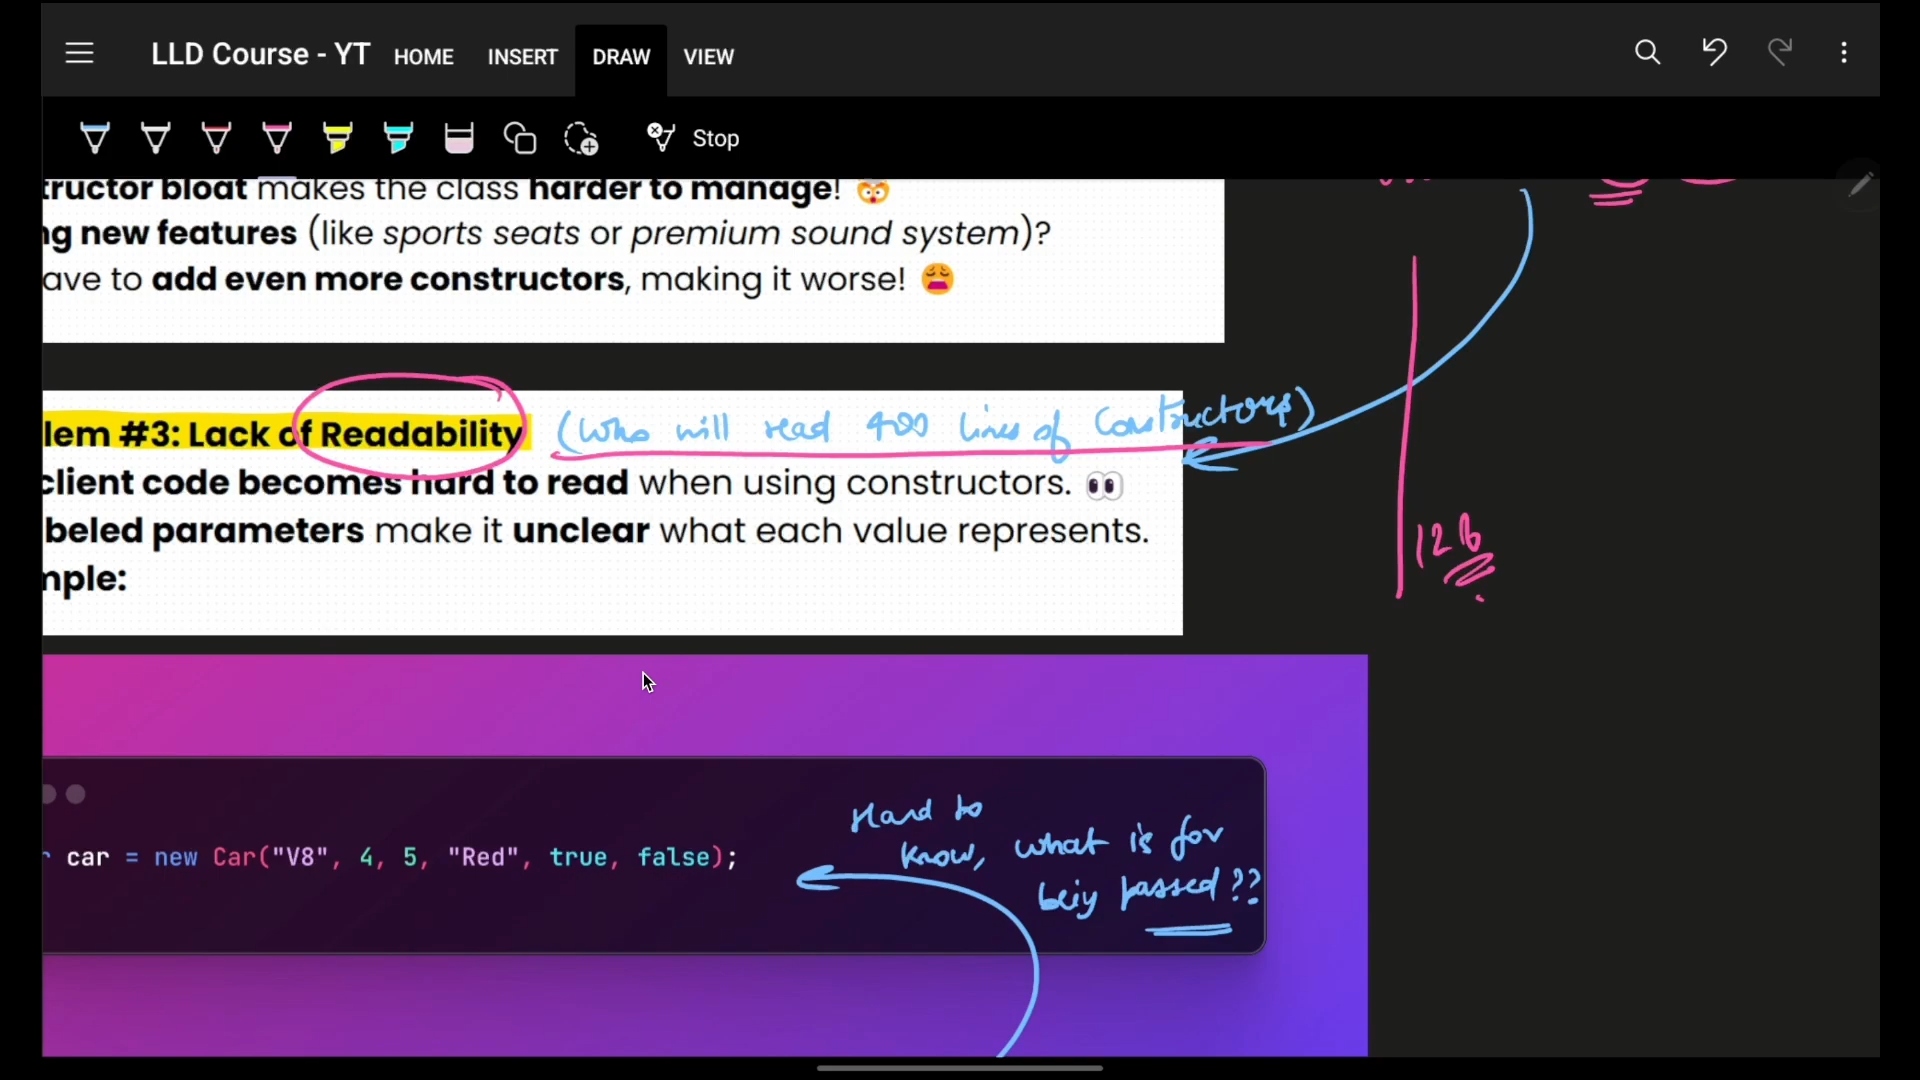 LLD Course - YT HOME INSERT DRAW VIEW
Stop
tructor bloat makes the class harder to manage! 🤯
ng new features (like sports seats or premium sound system)?
ave to add even more constructors, making it worse! 😩
lem #3: Lack of Readability (who will read 400 lines of Constructors)
client code becomes hard to read when using constructors. 👀
beled parameters make it unclear what each value represents.
mple:
126
car = new Car("V8", 4, 5, "Red", true, false);
Hard to
know, what is for
being passed ??